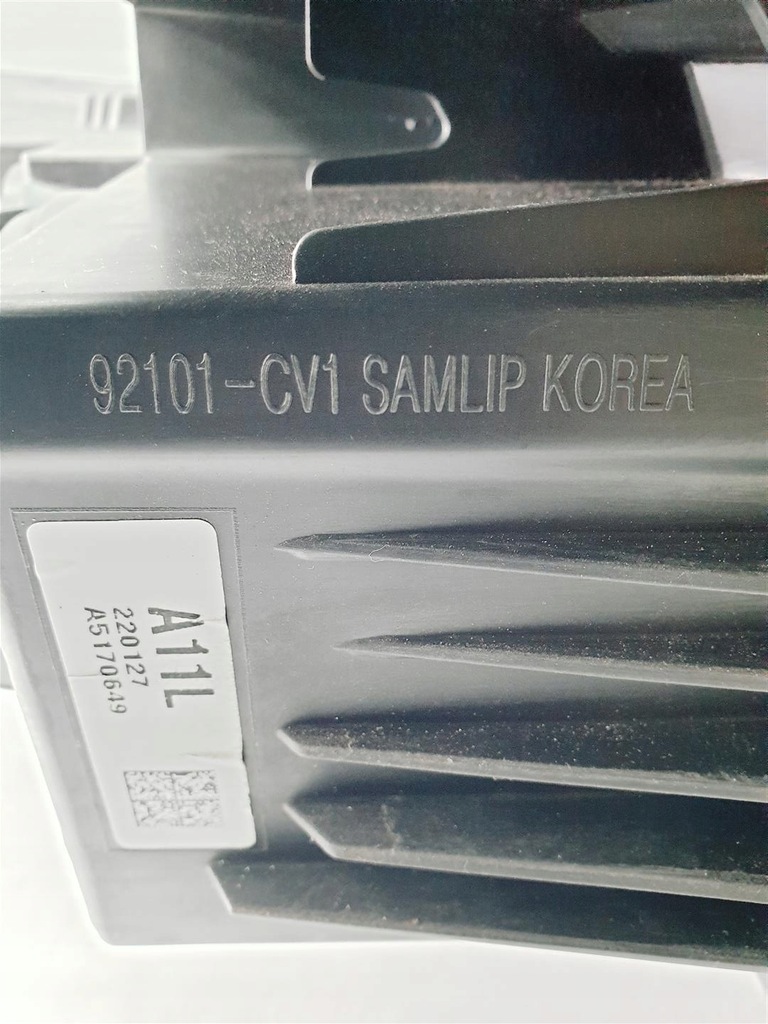 92101-CV1 SAMLIP KOREA
A11L
220127
A5170649